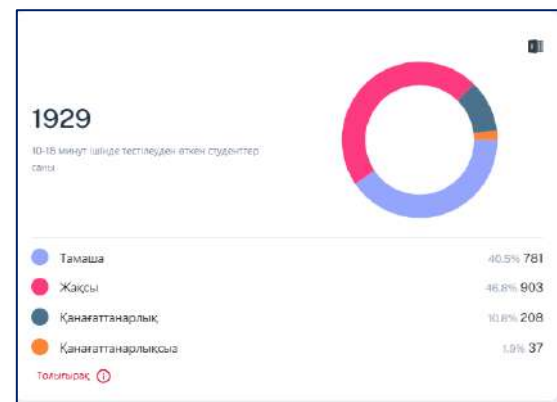 1929
10-18 минут ішінде тестілеуден өткен студенттер
саны
Тамаша 40.5% 781
Жақсы 46.8% 903
Қанағаттанарлық 10.8% 208
Қанағаттанарлықсыз 1.9% 37
Толығырақ